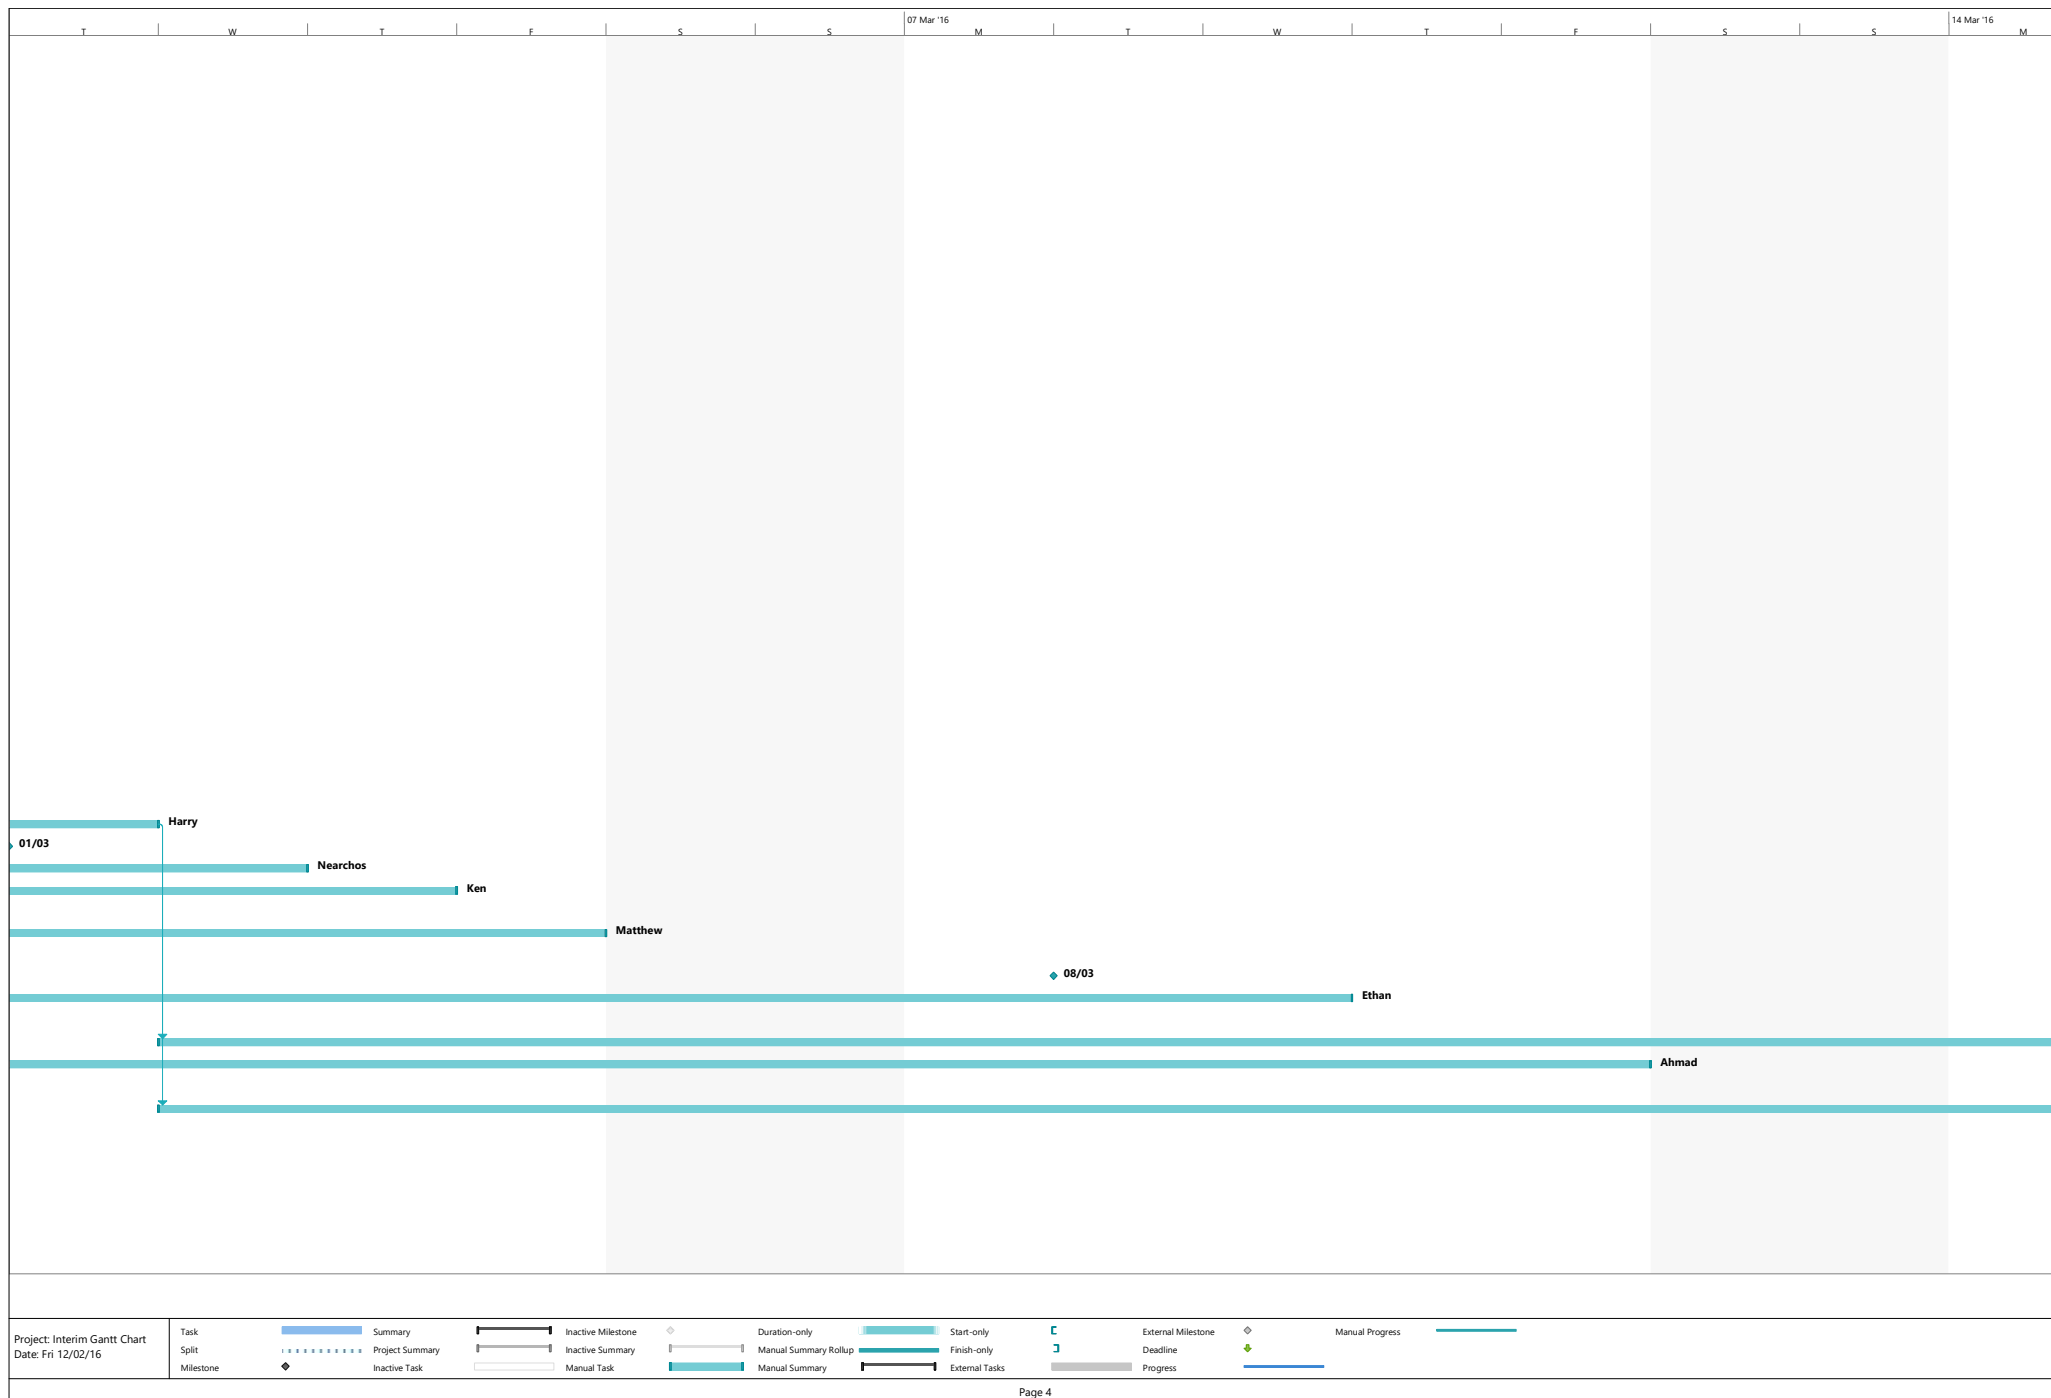 07 Mar '16 14 Mar '16
T W T F S S M T W T F S S M
Harry
01/03
Nearchos
Ken
Matthew
08/03
Ethan
Ahmad
Project: Interim Gantt Chart
Date: Fri 12/02/16
Task Summary Inactive Milestone Duration-only Start-only External Milestone Manual Progress
Split Project Summary Inactive Summary Manual Summary Rollup Finish-only Deadline
Milestone Inactive Task Manual Task Manual Summary External Tasks Progress
Page 4